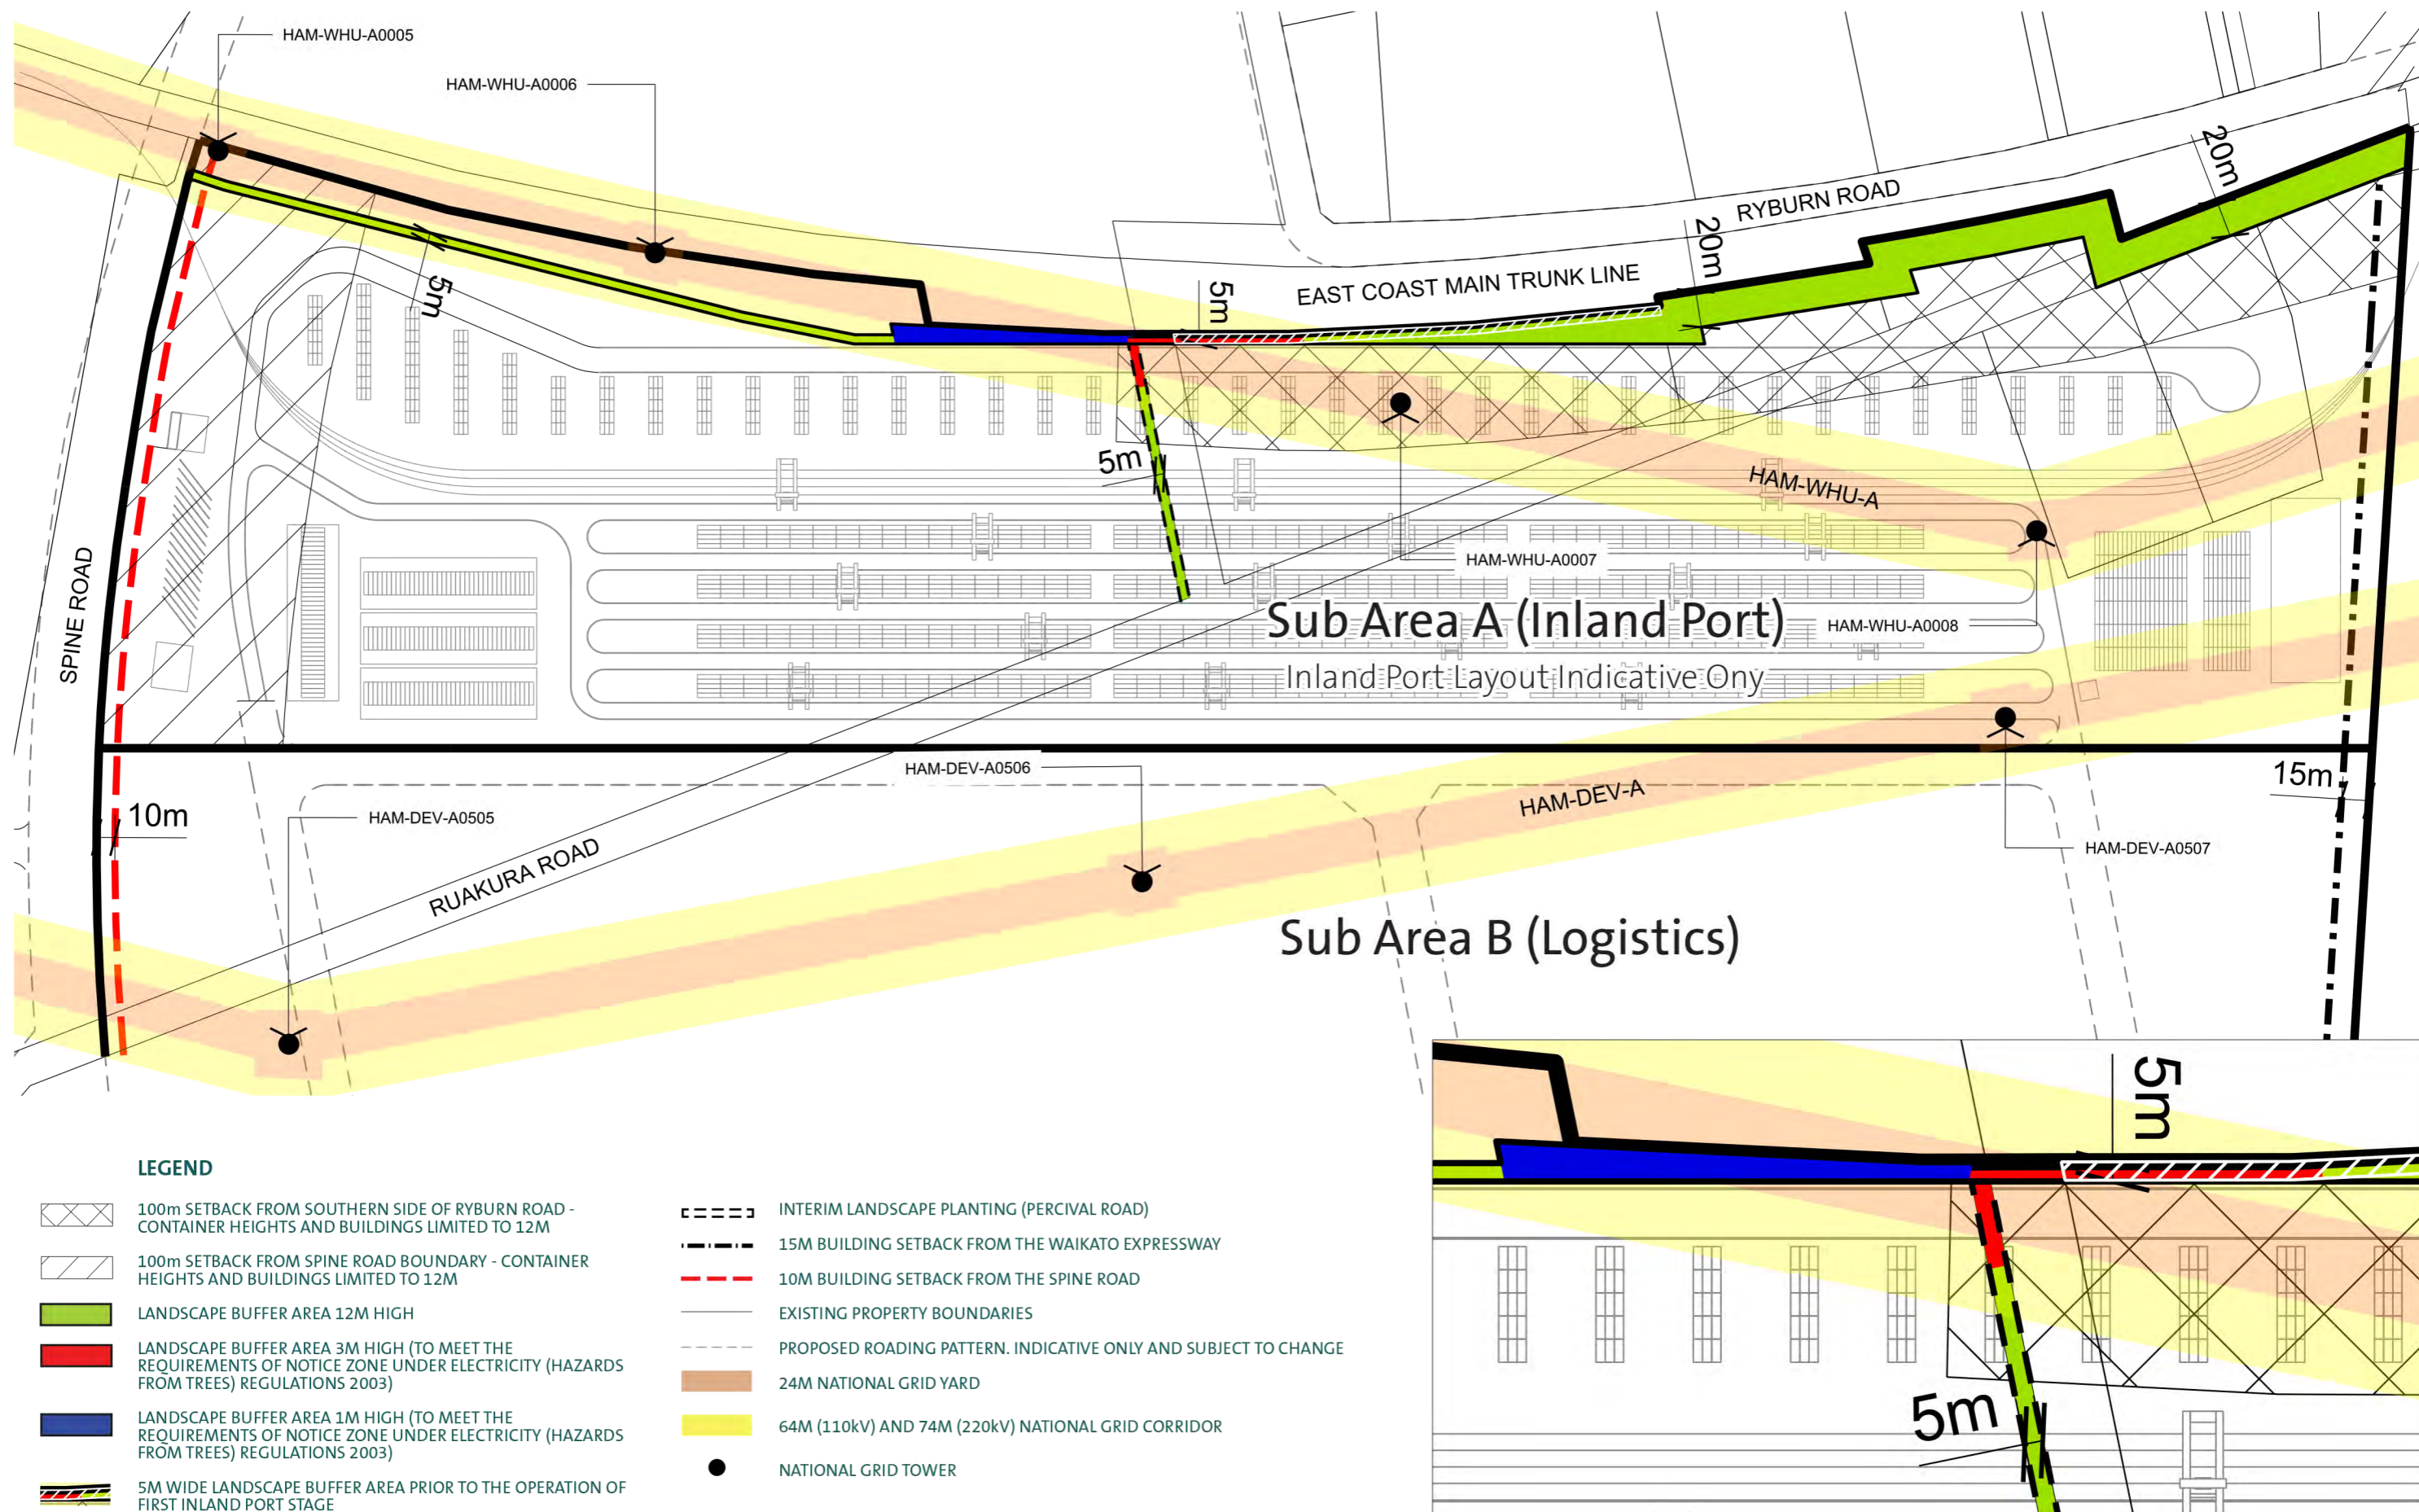 HAM-WHU-A0005
HAM-WHU-A0006
20m
RYBURN ROAD
20m
5m
5m
EAST COAST MAIN TRUNK LINE
5m
HAM-WHU-A
SPINE ROAD
HAM-WHU-A0007
Sub Area A (Inland Port)
HAM-WHU-A0008
Inland Port Layout Indicative Ony
HAM-DEV-A0506
15m
HAM-DEV-A
10m
HAM-DEV-A0505
HAM-DEV-A0507
RUAKURA ROAD
Sub Area B (Logistics)
5m
5m
LEGEND
100m SETBACK FROM SOUTHERN SIDE OF RYBURN ROAD -
CONTAINER HEIGHTS AND BUILDINGS LIMITED TO 12M
100m SETBACK FROM SPINE ROAD BOUNDARY - CONTAINER
HEIGHTS AND BUILDINGS LIMITED TO 12M
LANDSCAPE BUFFER AREA 12M HIGH
LANDSCAPE BUFFER AREA 3M HIGH (TO MEET THE
REQUIREMENTS OF NOTICE ZONE UNDER ELECTRICITY (HAZARDS
FROM TREES) REGULATIONS 2003)
LANDSCAPE BUFFER AREA 1M HIGH (TO MEET THE
REQUIREMENTS OF NOTICE ZONE UNDER ELECTRICITY (HAZARDS
FROM TREES) REGULATIONS 2003)
5M WIDE LANDSCAPE BUFFER AREA PRIOR TO THE OPERATION OF
FIRST INLAND PORT STAGE
INTERIM LANDSCAPE PLANTING (PERCIVAL ROAD)
15M BUILDING SETBACK FROM THE WAIKATO EXPRESSWAY
10M BUILDING SETBACK FROM THE SPINE ROAD
EXISTING PROPERTY BOUNDARIES
PROPOSED ROADING PATTERN. INDICATIVE ONLY AND SUBJECT TO CHANGE
24M NATIONAL GRID YARD
64M (110kV) AND 74M (220kV) NATIONAL GRID CORRIDOR
NATIONAL GRID TOWER